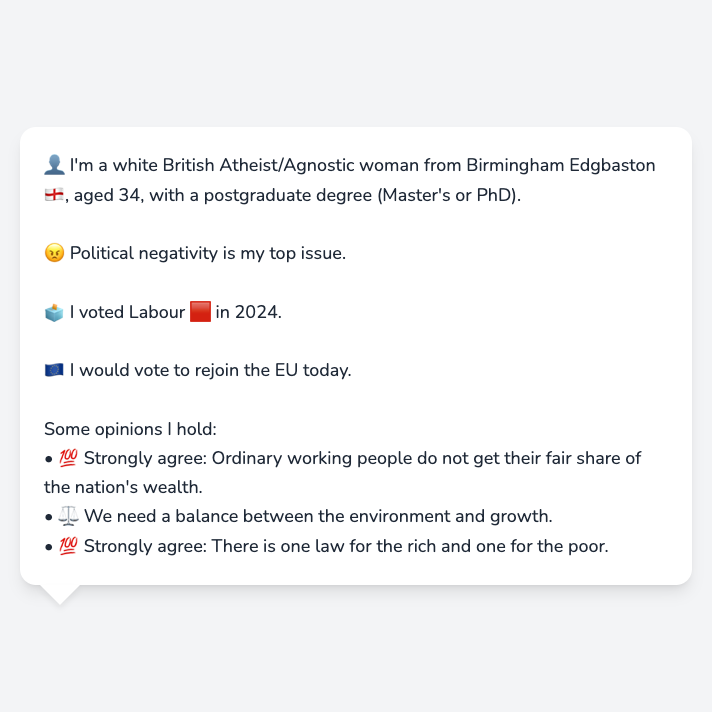 👤 I'm a white British Atheist/Agnostic woman from Birmingham Edgbaston
🏴󠁧󠁢󠁥󠁮󠁧󠁿, aged 34, with a postgraduate degree (Master's or PhD).
😠 Political negativity is my top issue.
🗳️ I voted Labour 🟥 in 2024.
🇪🇺 I would vote to rejoin the EU today.
Some opinions I hold:
• 💯 Strongly agree: Ordinary working people do not get their fair share of
the nation's wealth.
• ⚖️ We need a balance between the environment and growth.
• 💯 Strongly agree: There is one law for the rich and one for the poor.